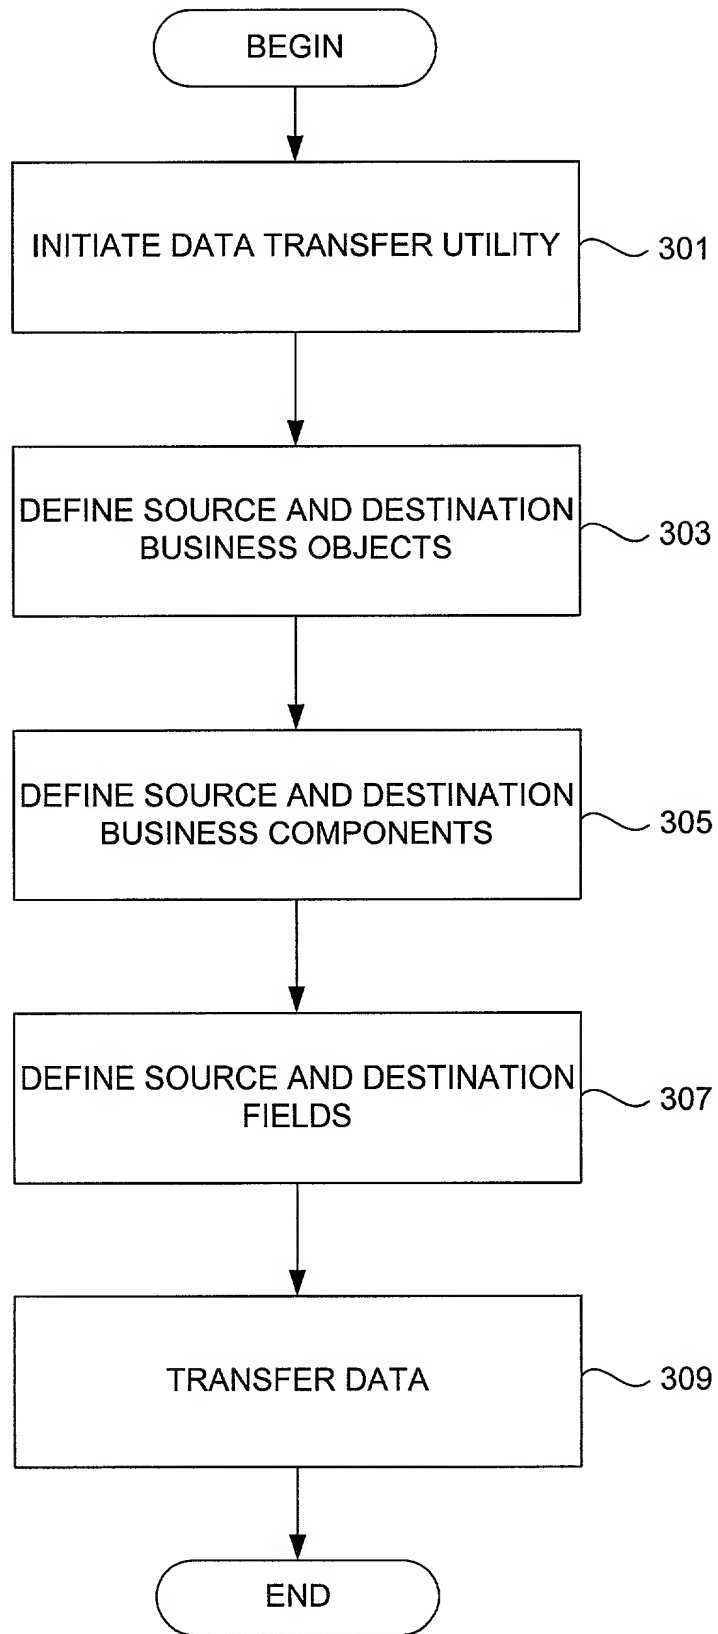 BEGIN
INITIATE DATA TRANSFER UTILITY
301
DEFINE SOURCE AND DESTINATION
BUSINESS OBJECTS
303
DEFINE SOURCE AND DESTINATION
BUSINESS COMPONENTS
305
DEFINE SOURCE AND DESTINATION
FIELDS
307
TRANSFER DATA
309
END